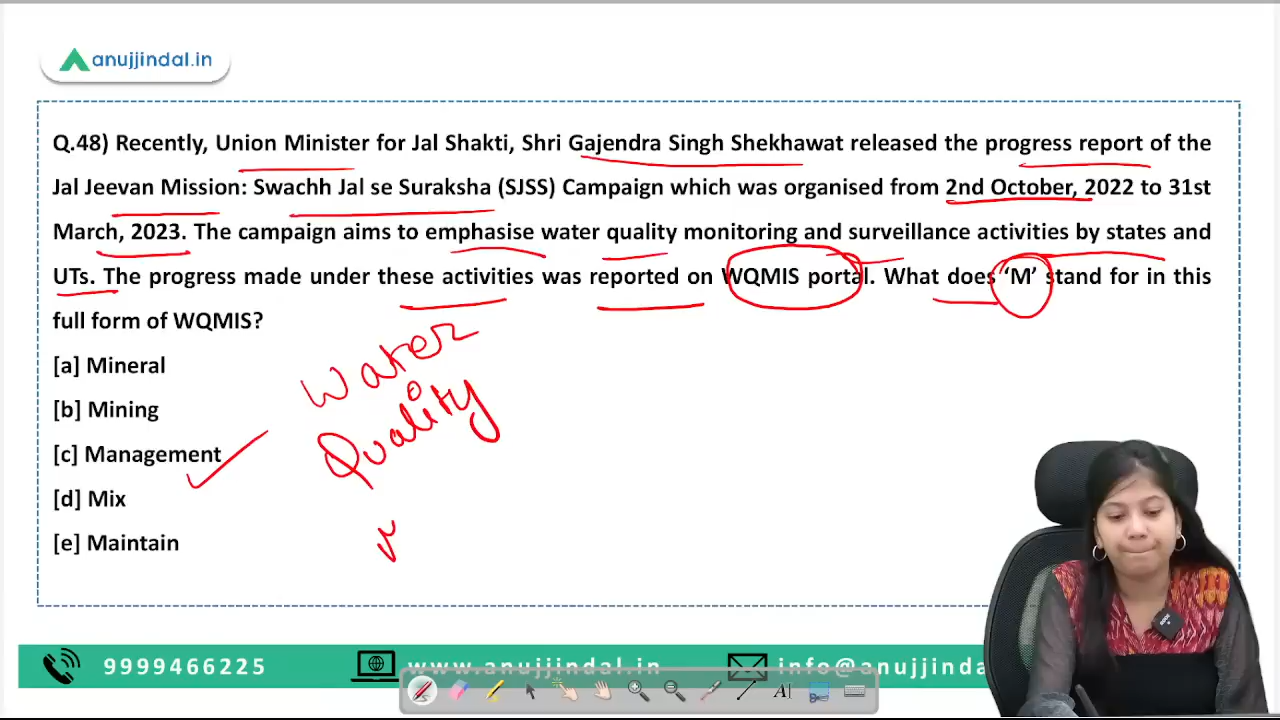 anujjindal.in
Q.48) Recently, Union Minister for Jal Shakti, Shri Gajendra Singh Shekhawat released the progress report of the
Jal Jeevan Mission: Swachh Jal se Suraksha (SJSS) Campaign which was organised from 2nd October, 2022 to 31st
March, 2023. The campaign aims to emphasise water quality monitoring and surveillance activities by states and
UTs. The progress made under these activities was reported on WQMIS portal. What does ‘M’ stand for in this
full form of WQMIS?
[a] Mineral
[b] Mining
[c] Management
[d] Mix
[e] Maintain
Water
Quality
9999466225
www.anujjindal.in
info@anujjinda